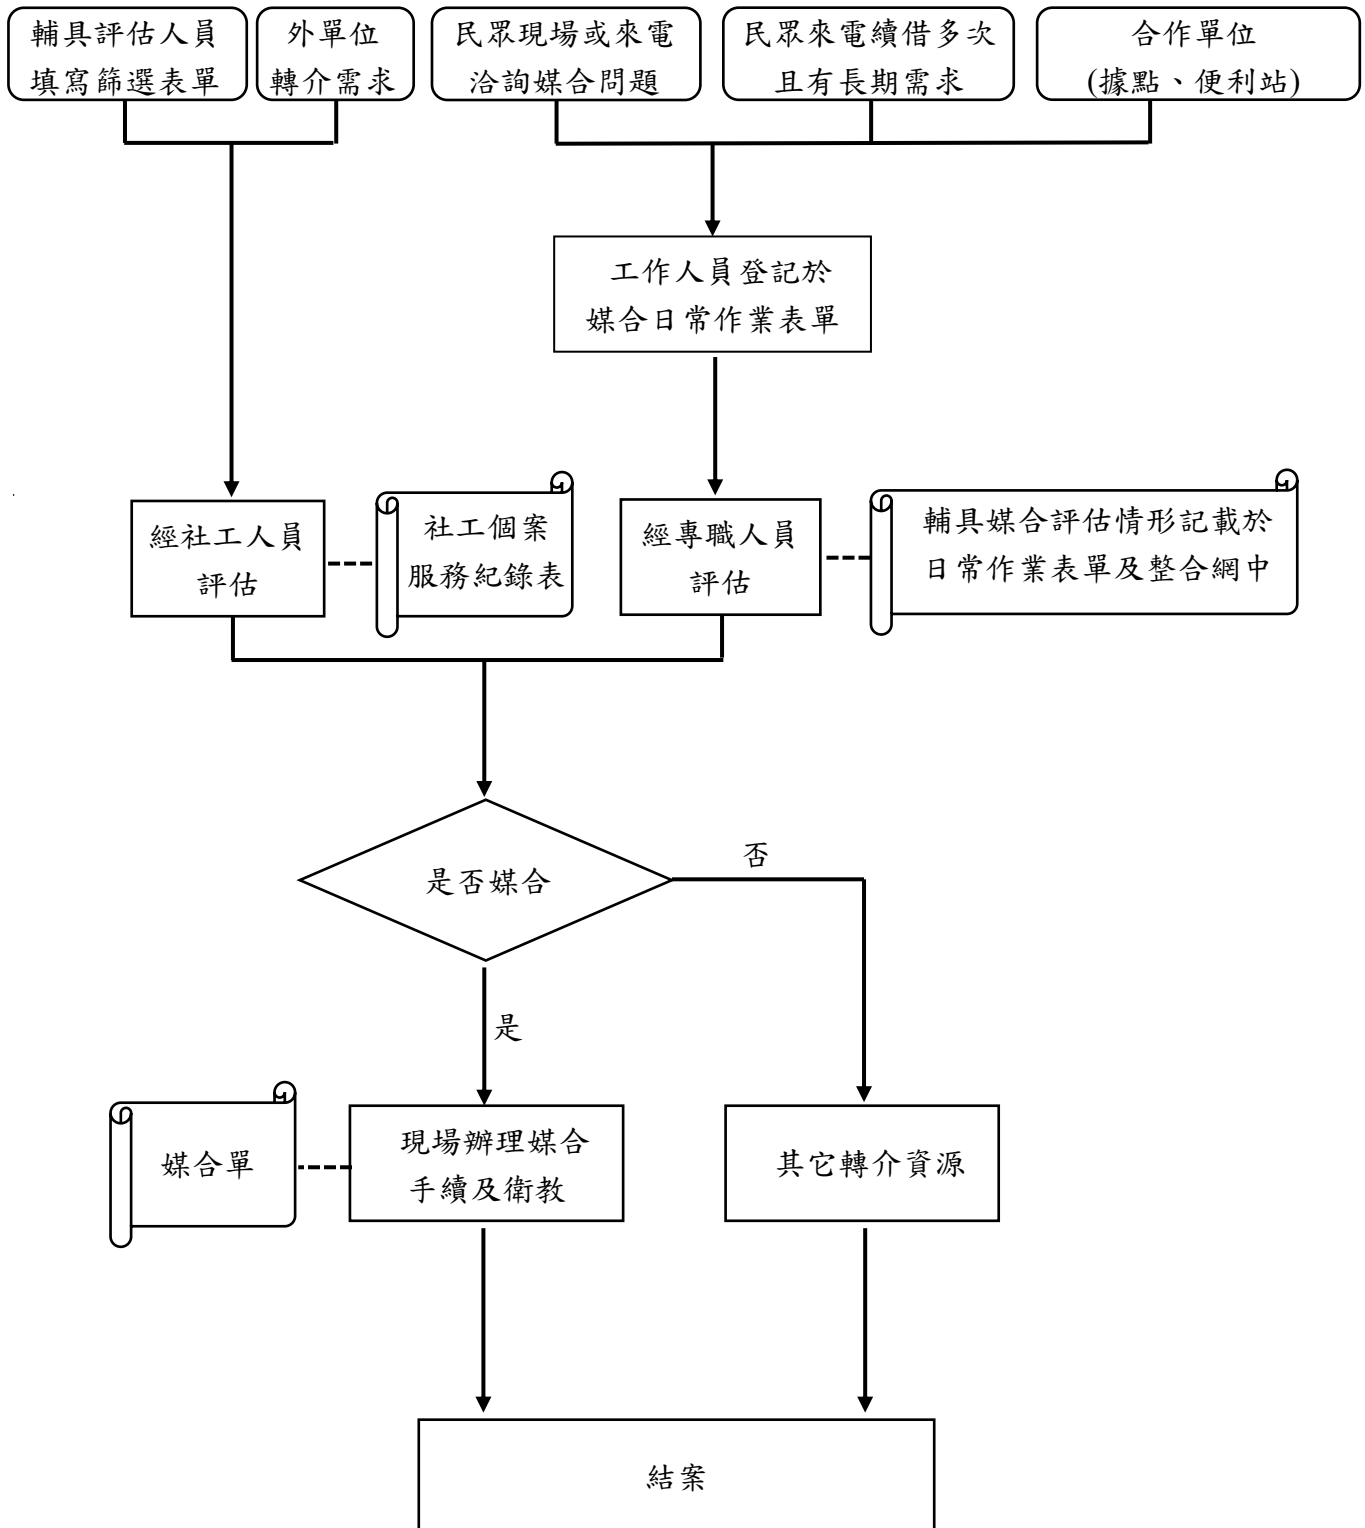 輔具評估人員
填寫篩選表單
外單位
轉介需求
民眾現場或來電
洽詢媒合問題
民眾來電續借多次
且有長期需求
合作單位
(據點、便利站)
工作人員登記於
媒合日常作業表單
經社工人員
評估
社工個案
服務紀錄表
經專職人員
評估
輔具媒合評估情形記載於
日常作業表單及整合網中
是否媒合
否
是
媒合單
現場辦理媒合
手續及衛教
其它轉介資源
結案